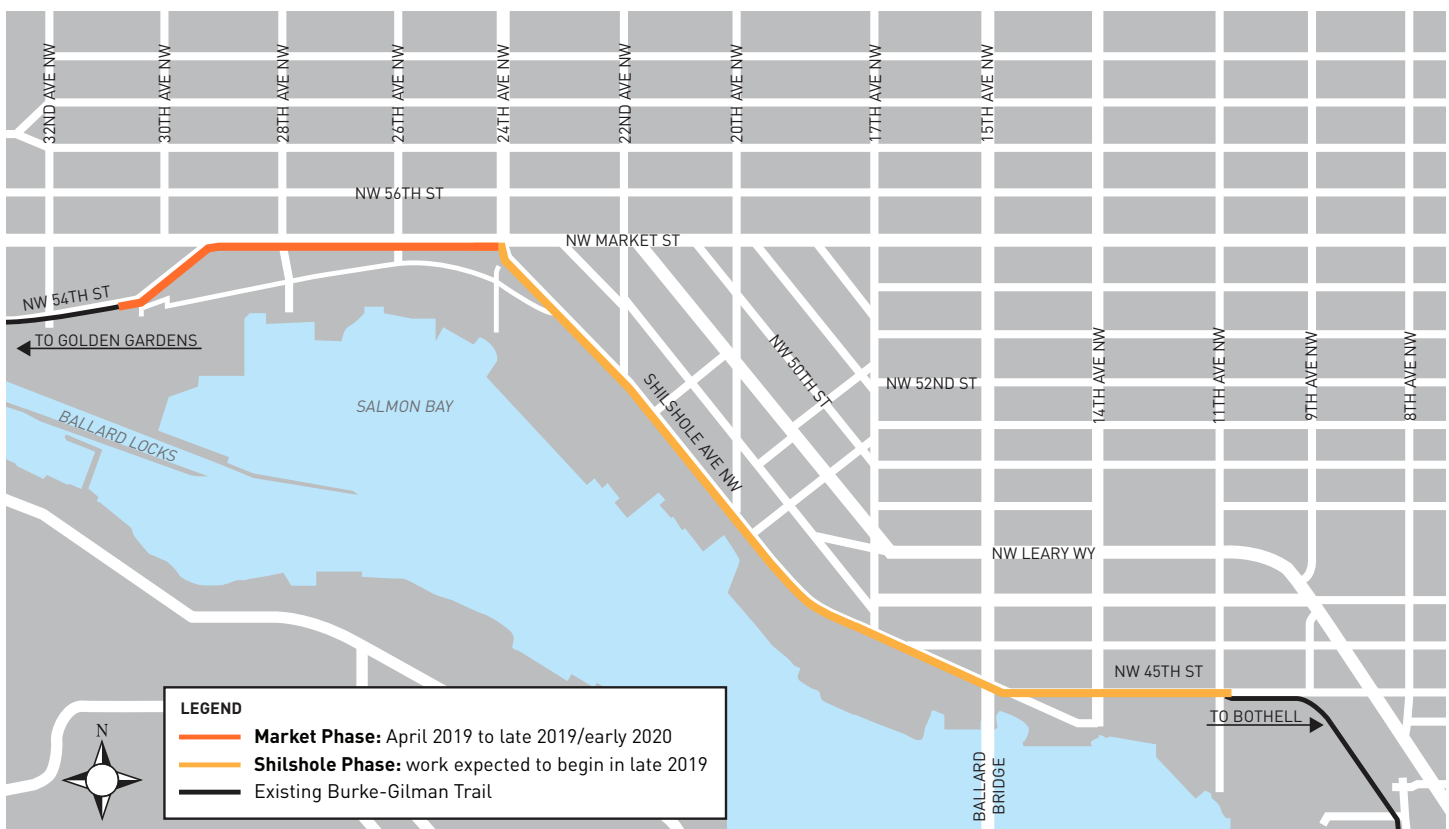 32ND AVE NW
30TH AVE NW
28TH AVE NW
26TH AVE NW
24TH AVE NW
22ND AVE NW
20TH AVE NW
17TH AVE NW
15TH AVE NW
NW 56TH ST
NW MARKET ST
NW 54TH ST
TO GOLDEN GARDENS
NW 50TH ST
NW 52ND ST
14TH AVE NW
11TH AVE NW
9TH AVE NW
8TH AVE NW
SHILSHOLE AVE NW
SALMON BAY
BALLARD LOCKS
NW LEARY WY
NW 45TH ST
TO BOTHELL
BALLARD
BRIDGE
N
LEGEND
Market Phase: April 2019 to late 2019/early 2020
Shilshole Phase: work expected to begin in late 2019
Existing Burke-Gilman Trail